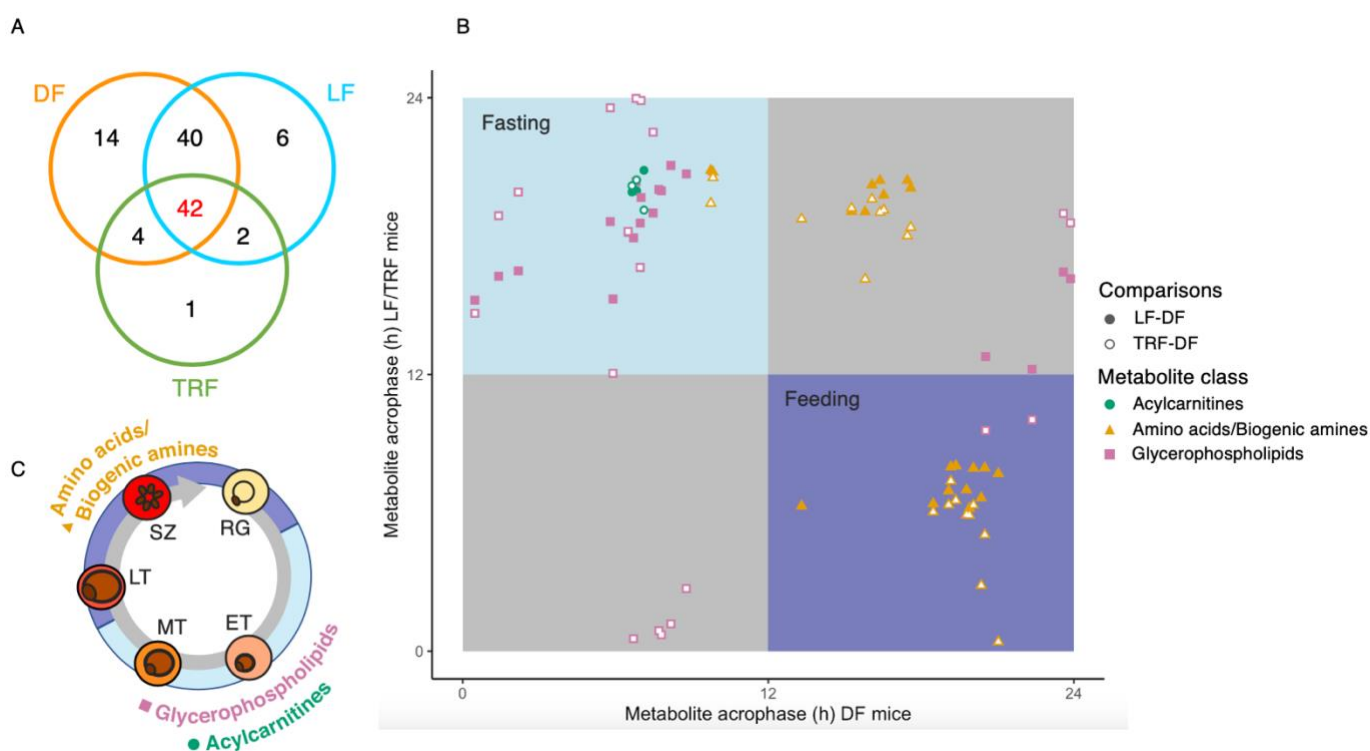 A
DF
LF
14
40
6
42
4
2
1
TRF
B
Metabolite acrophase (h) LF/TRF mice
24
12
0
Fasting
Feeding
0
12
24
Metabolite acrophase (h) DF mice
Comparisons
LF-DF
TRF-DF
Metabolite class
Acylcarnitines
Amino acids/Biogenic amines
Glycerophospholipids
C
Amino acids/
Biogenic amines
SZ
RG
LT
MT
ET
Glycerophospholipids
Acylcarnitines